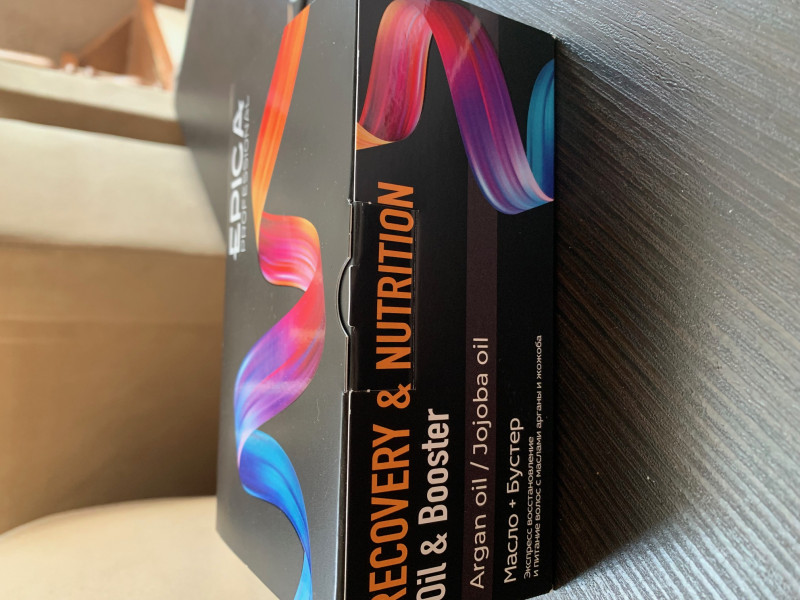 EPICA
PROFESSIONAL
RECOVERY & NUTRITION
Oil & Booster
Argan oil / Jojoba oil
Масло + Бустер
Экспресс восстановление
и питание волос с маслами арганы и жожоба